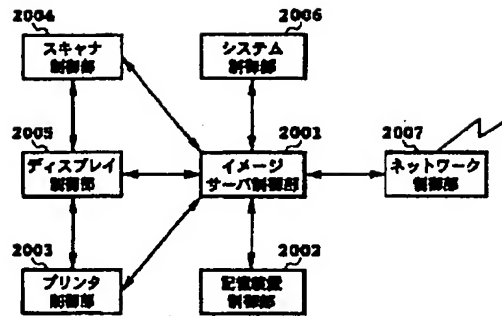 2004
スキャナ
制御部
2006
システム
制御部
2005
ディスプレイ
制御部
2001
イメージ
サーバ制御部
2007
ネットワーク
制御部
2003
プリンタ
制御部
2002
記憶装置
制御部